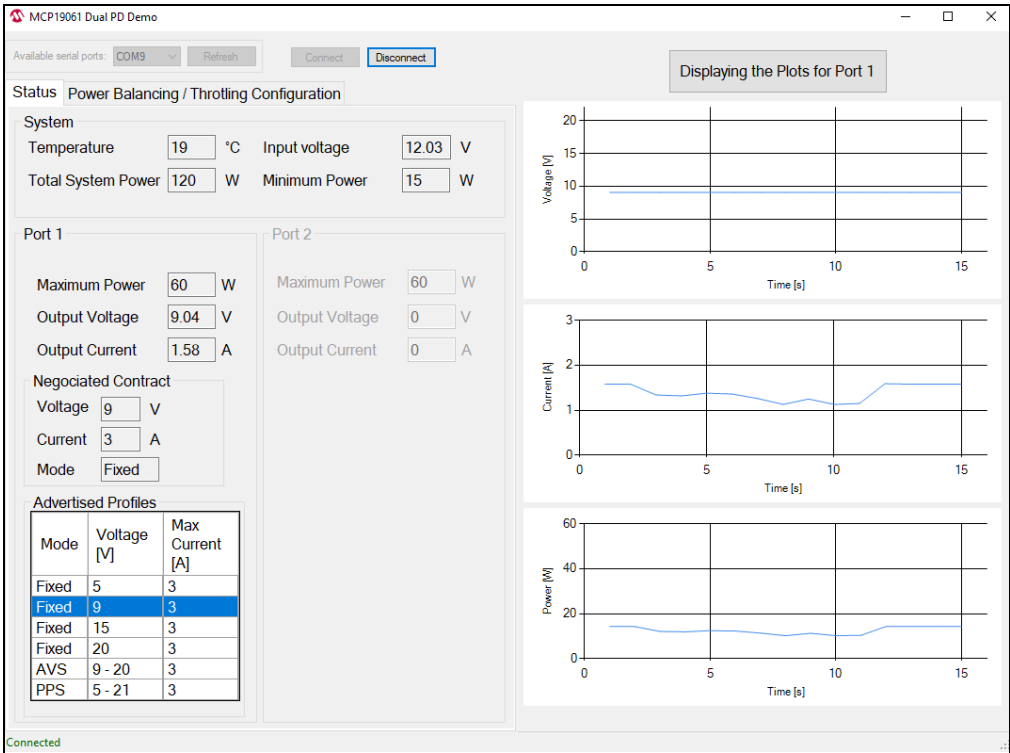 MCP19061 Dual PD Demo
Available serial ports: COM9 Refresh Connect Disconnect
Status Power Balancing / Throtling Configuration
System
Temperature 19 °C Input voltage 12.03 V
Total System Power 120 W Minimum Power 15 W
Port 1
Maximum Power 60 W
Output Voltage 9.04 V
Output Current 1.58 A
Negociated Contract
Voltage 9 V
Current 3 A
Mode Fixed
Advertised Profiles
Mode Voltage [V] Max Current [A]
Fixed 5 3
Fixed 9 3
Fixed 15 3
Fixed 20 3
AVS 9 - 20 3
PPS 5 - 21 3
Port 2
Maximum Power 60 W
Output Voltage 0 V
Output Current 0 A
Displaying the Plots for Port 1
Voltage [V]
20
15
10
5
0
0 5 10 15
Time [s]
Current [A]
3
2
1
0
0 5 10 15
Time [s]
Power [W]
60
40
20
0
0 5 10 15
Time [s]
Connected